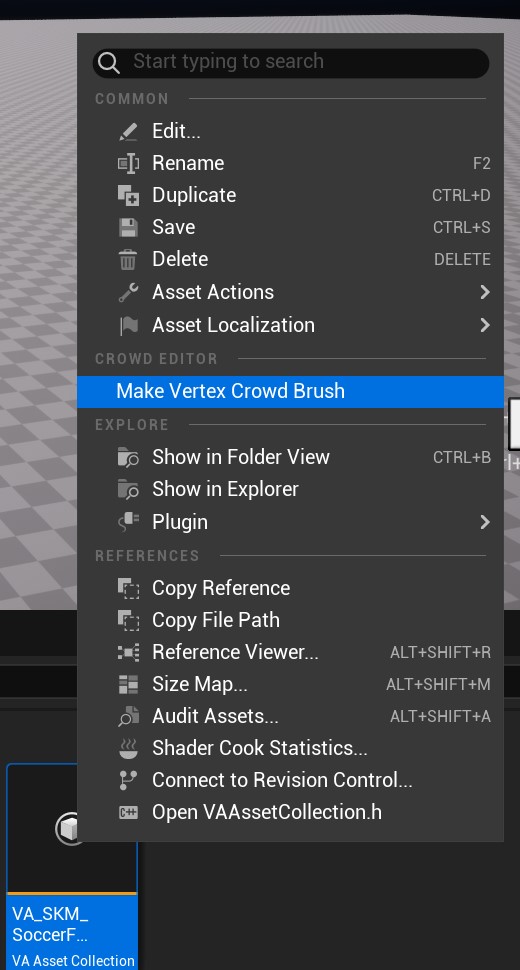 Start typing to search
COMMON
Edit...
Rename F2
Duplicate CTRL+D
Save CTRL+S
Delete DELETE
Asset Actions
Asset Localization
CROWD EDITOR
Make Vertex Crowd Brush
EXPLORE
Show in Folder View CTRL+B
Show in Explorer
Plugin
REFERENCES
Copy Reference
Copy File Path
Reference Viewer... ALT+SHIFT+R
Size Map... ALT+SHIFT+M
Audit Assets... ALT+SHIFT+A
Shader Cook Statistics...
Connect to Revision Control...
C++ Open VAAssetCollection.h
VA_SKM_
SoccerF...
VA Asset Collection